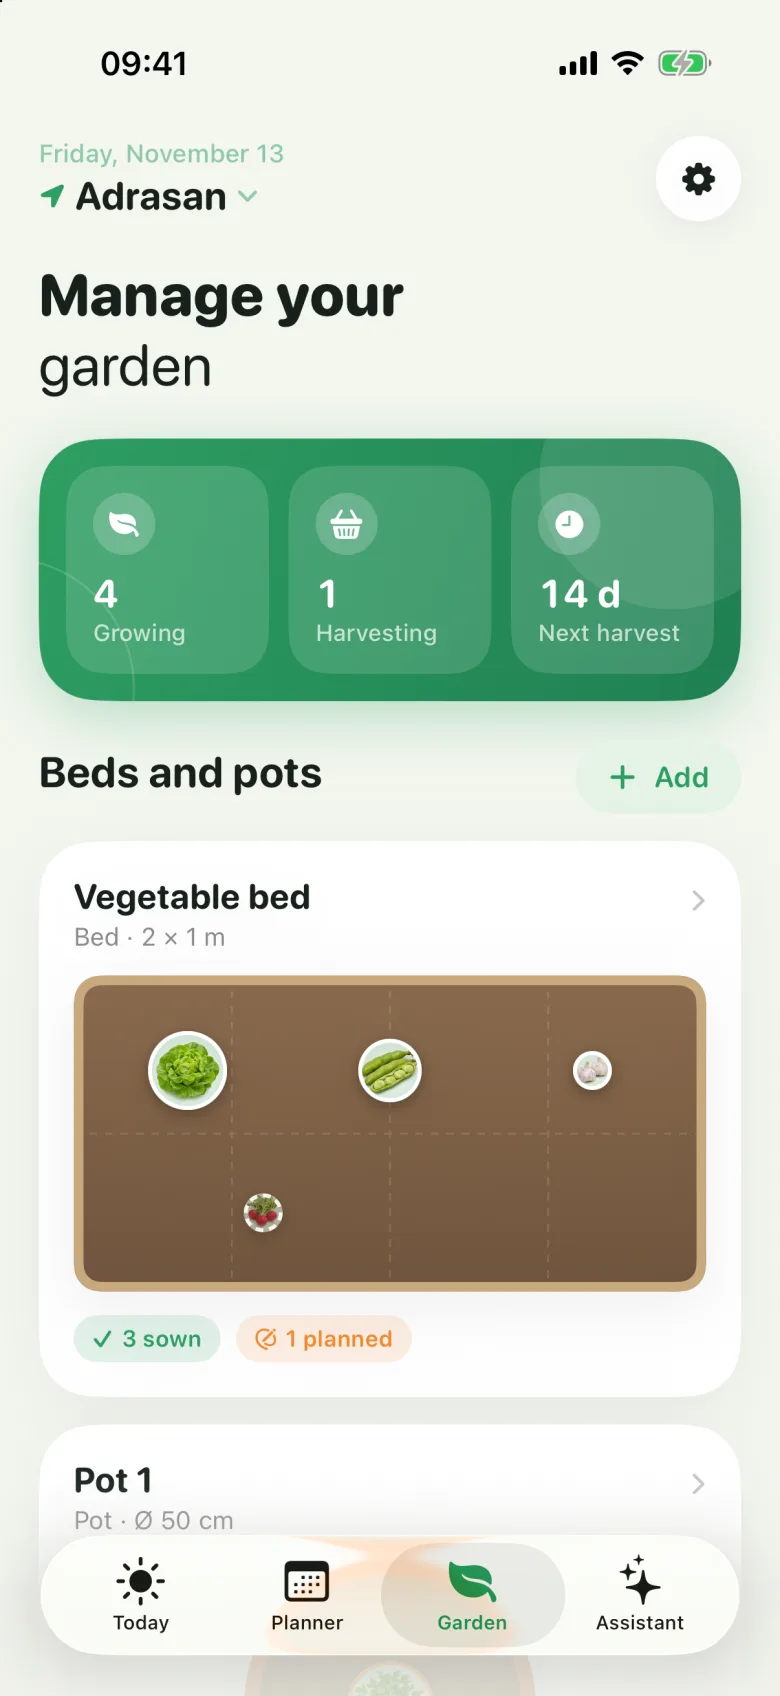 09:41
Friday, November 13
Adrasan
Manage your
garden
4
Growing
1
Harvesting
14 d
Next harvest
Beds and pots
+ Add
Vegetable bed
Bed · 2 × 1 m
3 sown
1 planned
Pot 1
Pot · Ø 50 cm
Today
Planner
Garden
Assistant